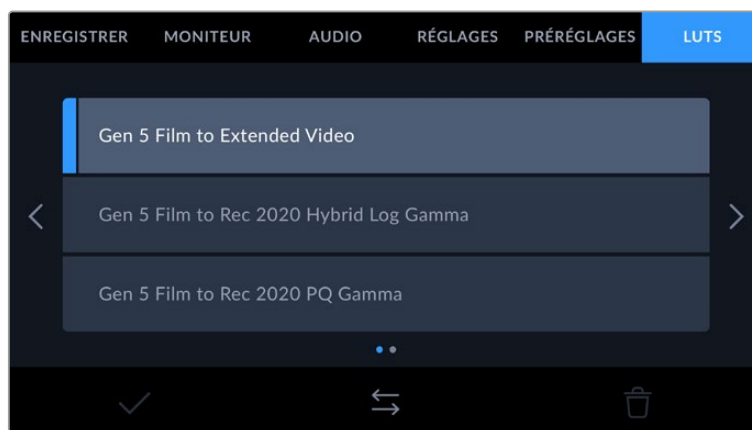 ENREGISTRER MONITEUR AUDIO RÉGLAGES PRÉRÉGLAGES LUTS
Gen 5 Film to Extended Video
Gen 5 Film to Rec 2020 Hybrid Log Gamma
Gen 5 Film to Rec 2020 PQ Gamma